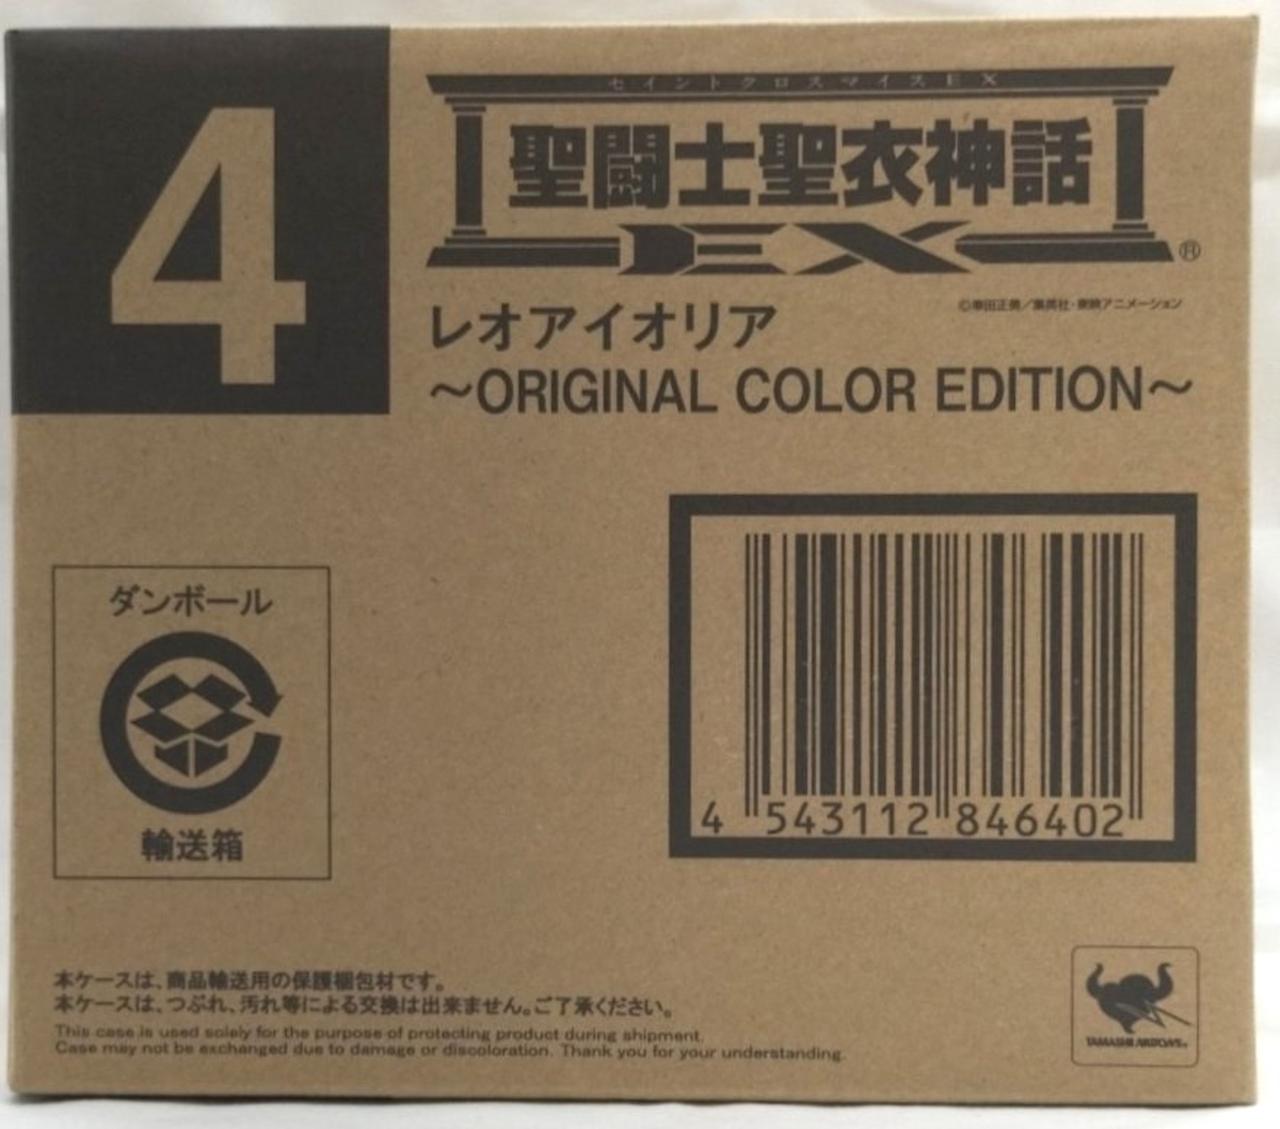 4
セイントクロスマイスEX
聖闘士聖衣神話
EX
®
©車田正美／集英社・東映アニメーション
レオアイオリア
～ORIGINAL COLOR EDITION～
ダンボール
輸送箱
4 543112 846402
本ケースは、商品輸送用の保護梱包材です。
本ケースは、つぶれ、汚れ等による交換は出来ません。ご了承ください。
This case is used solely for the purpose of protecting product during shipment.
Case may not be exchanged due to damage or discoloration. Thank you for your understanding.
TAMASHII NATIONS